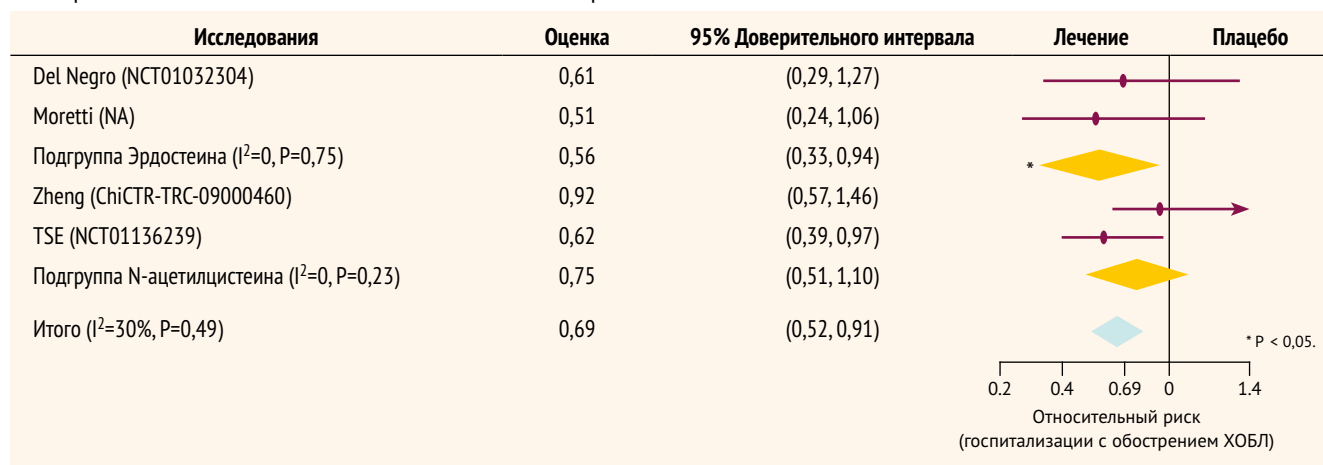 Исследования Оценка 95% Доверительного интервала Лечение Плацебо
Del Negro (NCT01032304) 0,61 (0,29, 1,27)
Moretti (NA) 0,51 (0,24, 1,06)
Подгруппа Эрдостеина (I²=0, P=0,75) 0,56 (0,33, 0,94) *
Zheng (ChiCTR-TRC-09000460) 0,92 (0,57, 1,46)
TSE (NCT01136239) 0,62 (0,39, 0,97)
Подгруппа N-ацетилцистеина (I²=0, P=0,23) 0,75 (0,51, 1,10)
Итого (I²=30%, P=0,49) 0,69 (0,52, 0,91)
* P < 0,05.
0.2 0.4 0.69 0 1.4
Относительный риск
(госпитализации с обострением ХОБЛ)